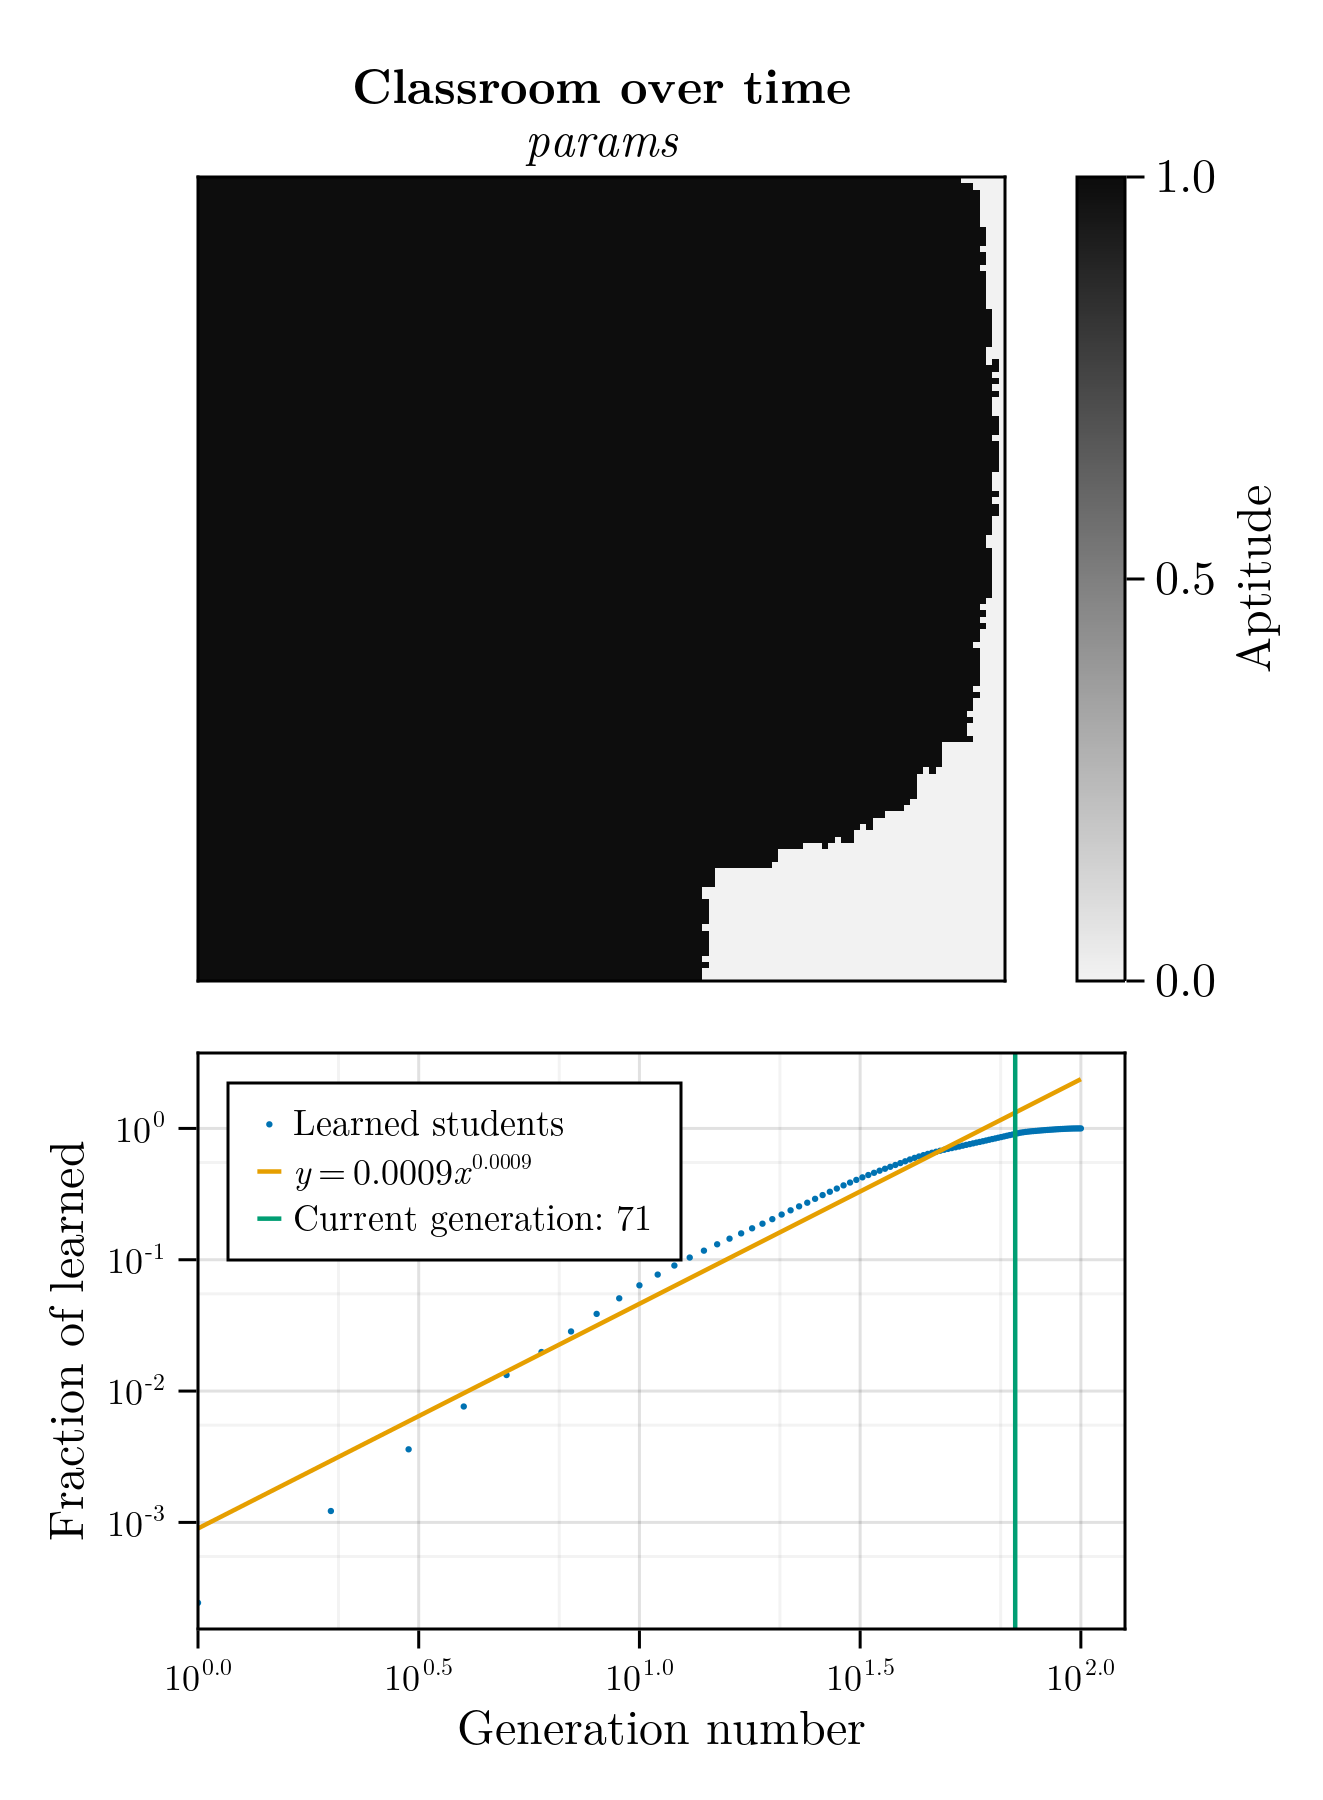 Classroom over time
params
1.0
0.5
0.0
Aptitude
Learned students
y = 0.0009x^0.0009
Current generation: 71
10^0
10^-1
10^-2
10^-3
Fraction of learned
10^0.0 10^0.5 10^1.0 10^1.5 10^2.0
Generation number